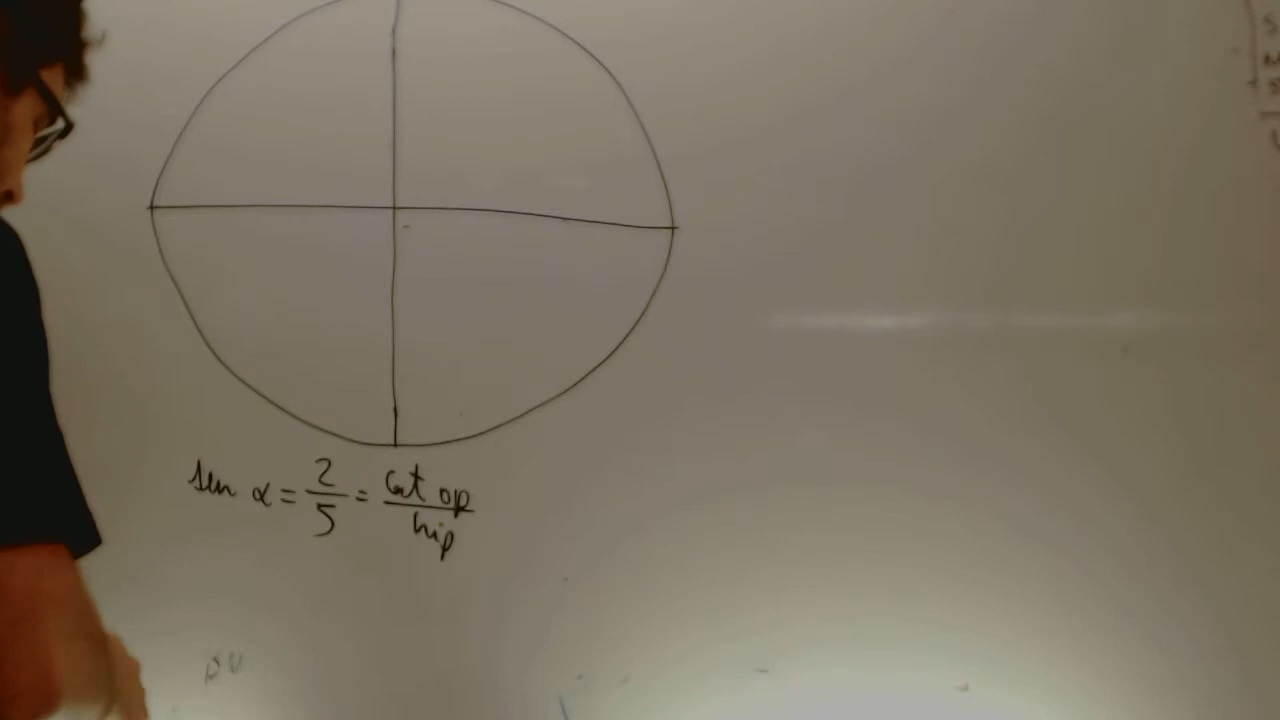 sen α = 2/5 = Cat op/hip